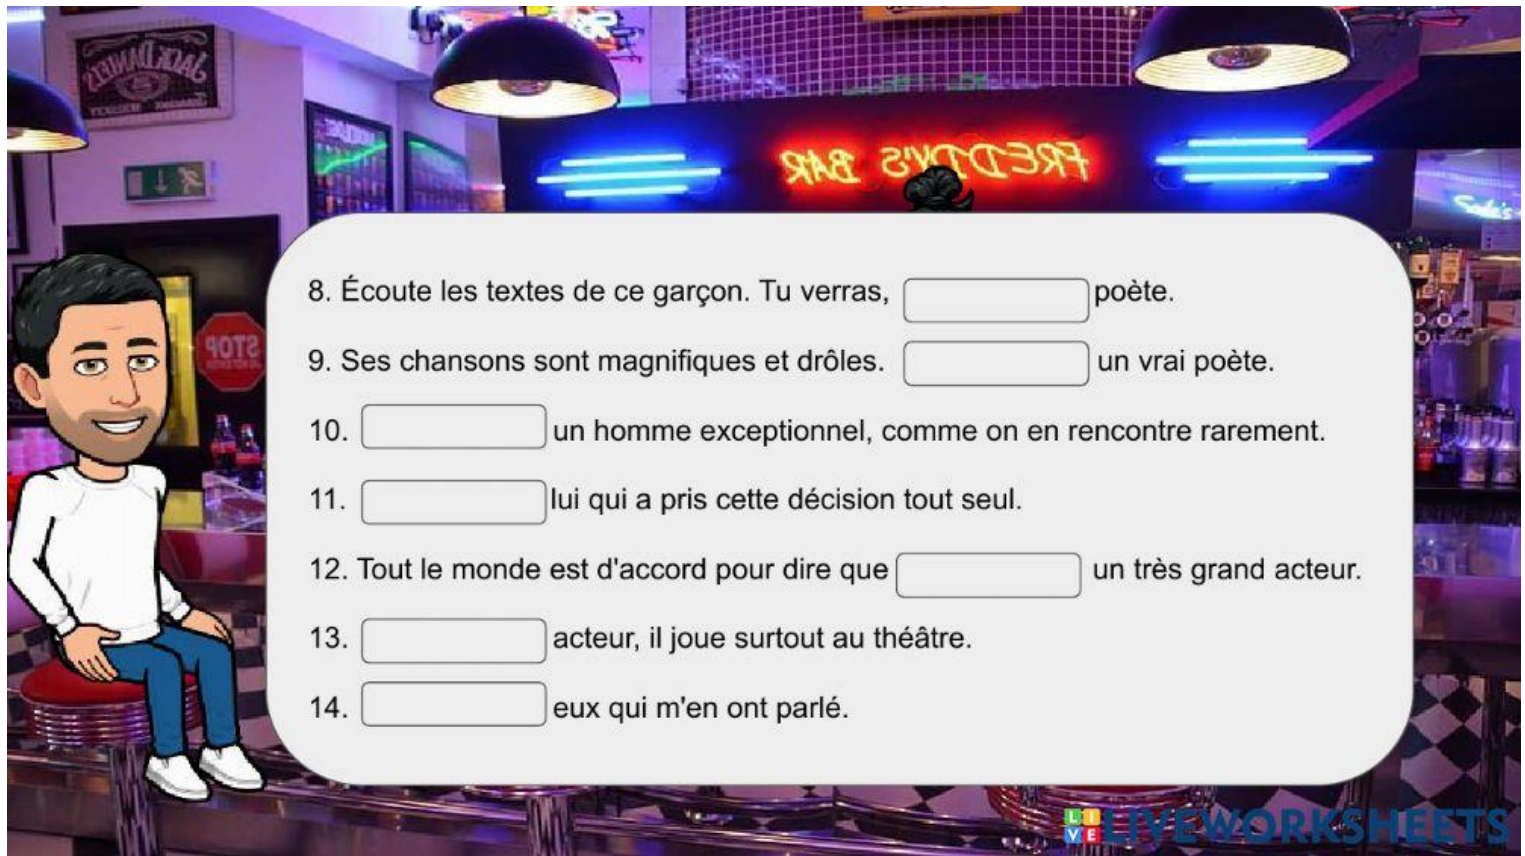 JACK DANIEL'S
FREDDY'S BAR
STOP
8. Écoute les textes de ce garçon. Tu verras, poète.
9. Ses chansons sont magnifiques et drôles. un vrai poète.
10. un homme exceptionnel, comme on en rencontre rarement.
11. lui qui a pris cette décision tout seul.
12. Tout le monde est d'accord pour dire que un très grand acteur.
13. acteur, il joue surtout au théâtre.
14. eux qui m'en ont parlé.
LIVE LIVEWORKSHEETS